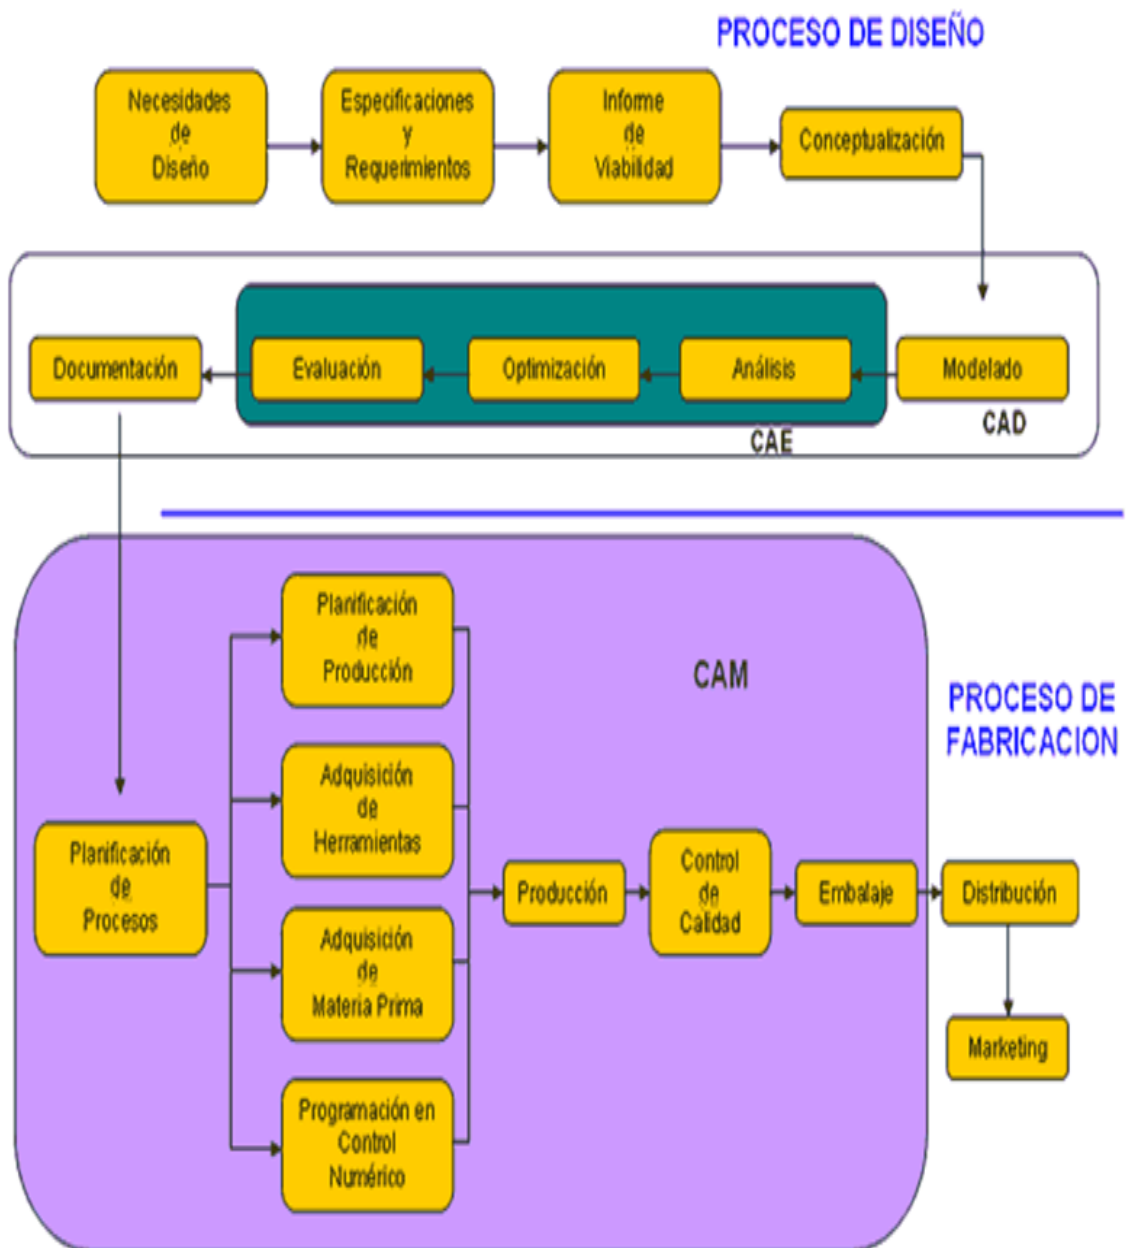 PROCESO DE DISEÑO
Necesidades
de
Diseño
Especificaciones
y
Requerimientos
Informe
de
Viabilidad
Conceptualización
Documentación
Evaluación
Optimización
Análisis
Modelado
CAD
CAE
Planificación
de
Producción
CAM
PROCESO DE
FABRICACION
Adquisición
de
Herramientas
Planificación
de
Procesos
Producción
Control
de
Calidad
Embalaje
Distribución
Adquisición
de
Materia Prima
Marketing
Programación en
Control
Numérico